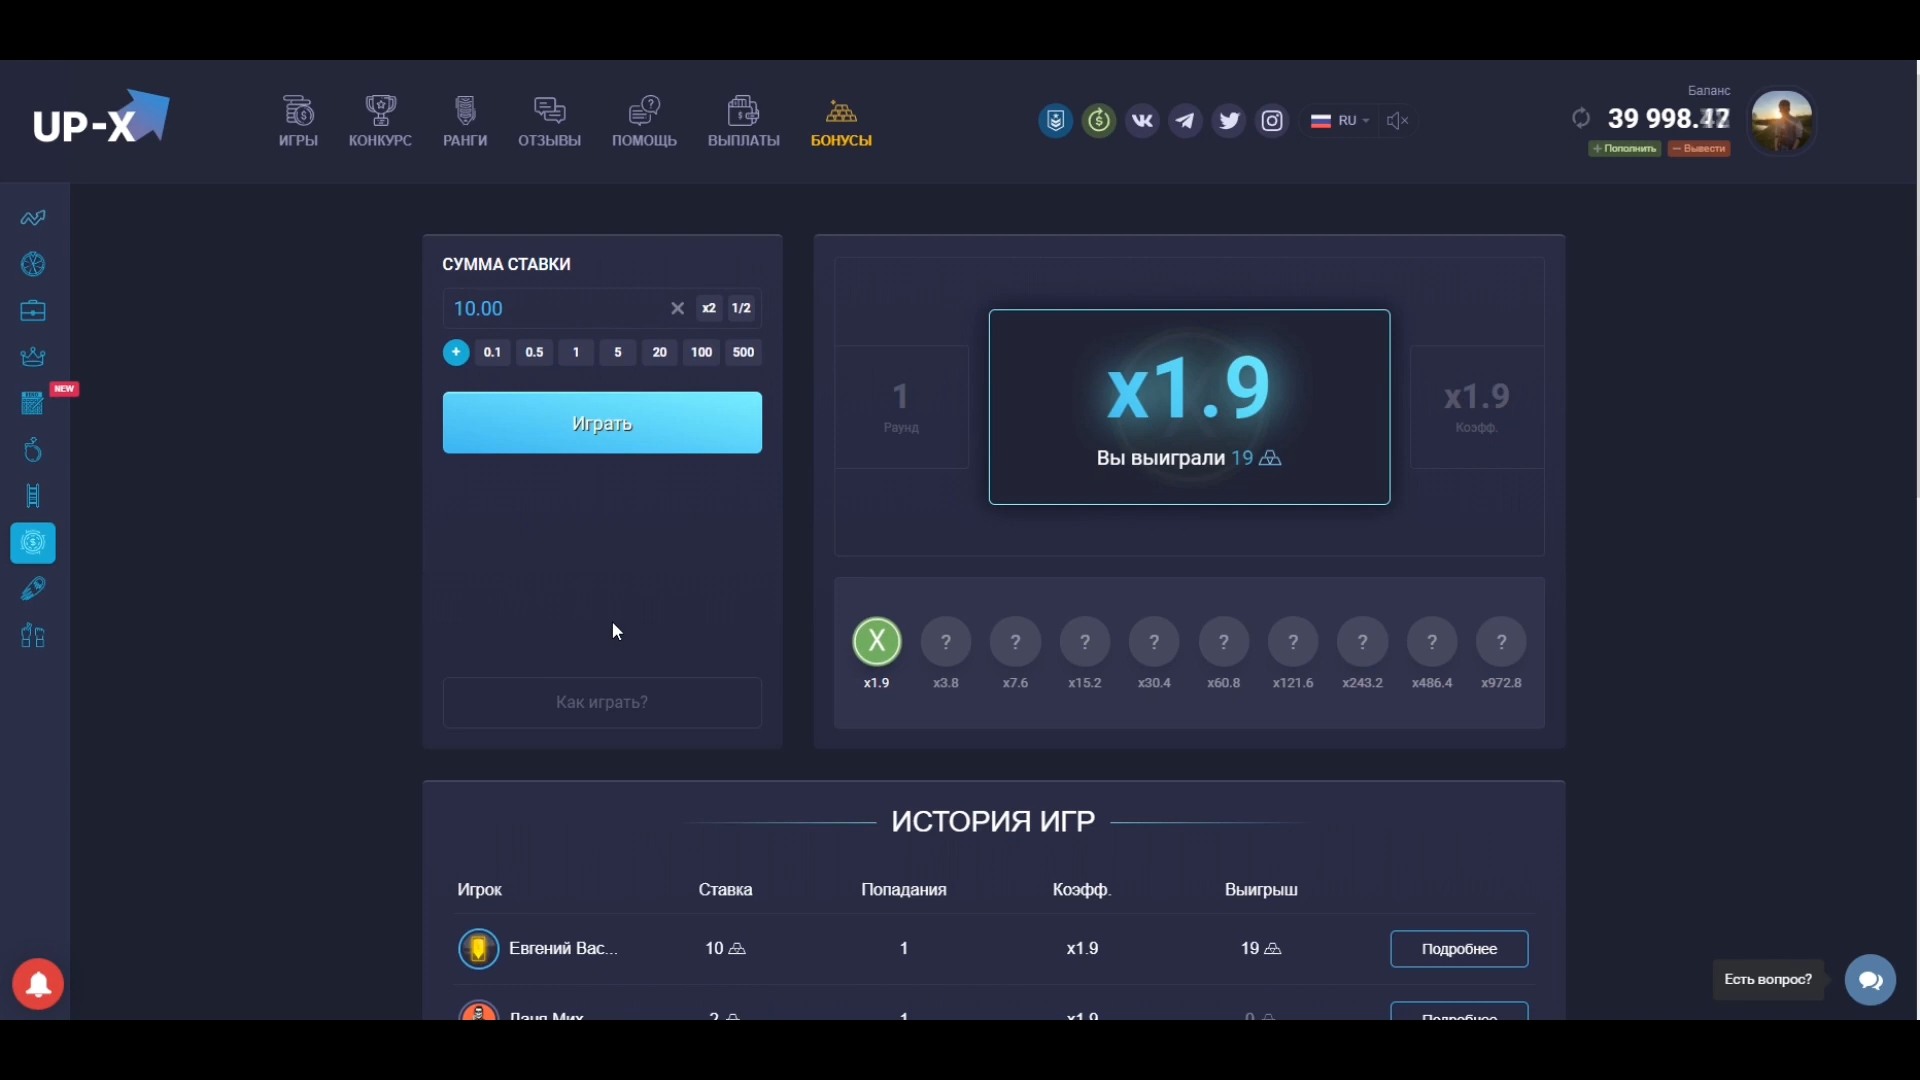 UP-X
ИГРЫ
КОНКУРС
РАНГИ
ОТЗЫВЫ
ПОМОЩЬ
ВЫПЛАТЫ
БОНУСЫ
RU
Баланс
+ Пополнить
− Вывести
СУММА СТАВКИ
10.00
x2
1/2
+ 0.1 0.5 1 5 20 100 500
Играть
Как играть?
NEW
1
Раунд
x1.9
Вы выиграли 19
x1.9
Коэфф.
X ? ? ? ? ? ? ? ? ?
x1.9 x3.8 x7.6 x15.2 x30.4 x60.8 x121.6 x243.2 x486.4 x972.8
ИСТОРИЯ ИГР
Игрок Ставка Попадания Коэфф. Выигрыш
Евгений Вас... 10 1 x1.9 19 Подробнее
Есть вопрос?